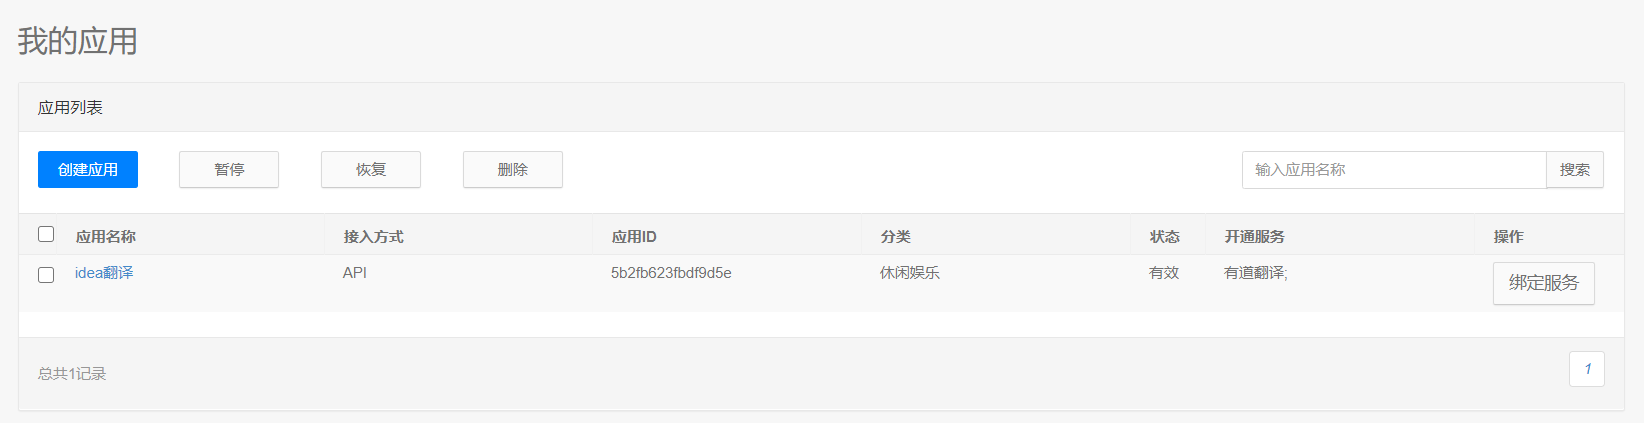 我的应用
应用列表
创建应用 暂停 恢复 删除 输入应用名称 搜索
应用名称 接入方式 应用ID 分类 状态 开通服务 操作
idea翻译 API 5b2fb623fbdf9d5e 休闲娱乐 有效 有道翻译; 绑定服务
总共1记录 1